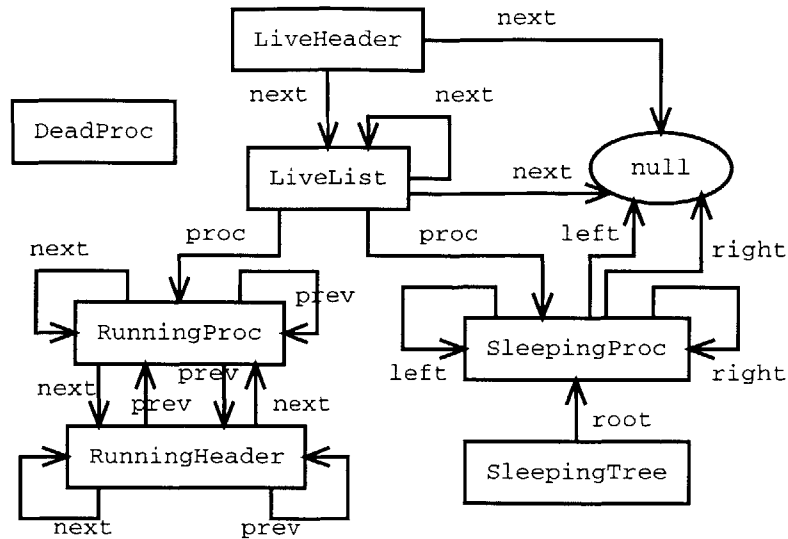 next
LiveHeader
next
next
DeadProc
LiveList
next
null
proc
proc
left
right
next
prev
RunningProc
SleepingProc
left
right
next
prev
prev
next
root
RunningHeader
SleepingTree
next
prev